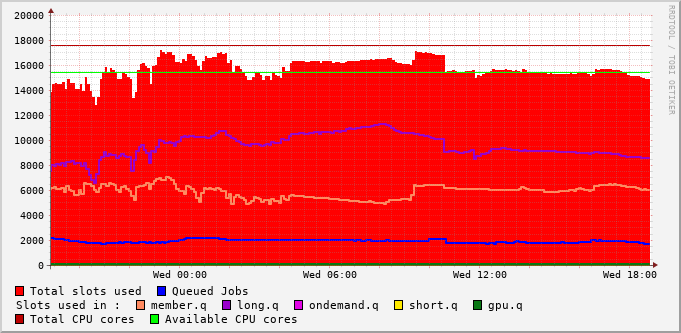 20000
18000
16000
14000
12000
10000
8000
6000
4000
2000
0
Wed 00:00 Wed 06:00 Wed 12:00 Wed 18:00
Total slots used Queued Jobs
Slots used in : member.q long.q ondemand.q short.q gpu.q
Total CPU cores Available CPU cores
RRDTOOL / TOBI OETIKER